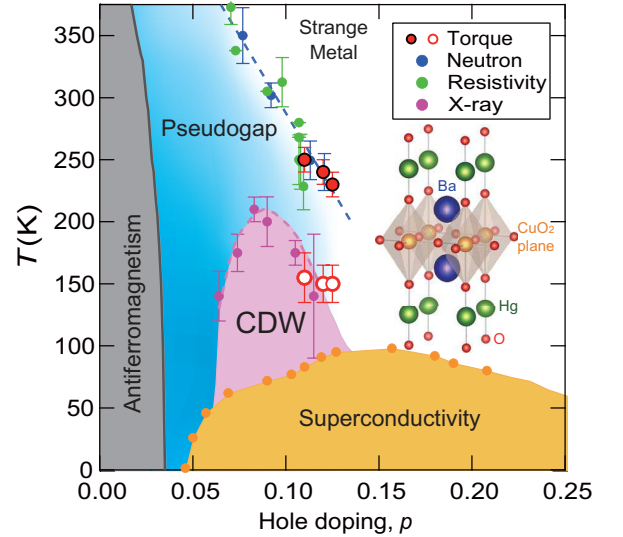 Strange
Metal
Torque
Neutron
Resistivity
X-ray
Pseudogap
Antiferromagnetism
CDW
Superconductivity
Ba
CuO₂
plane
Hg
O
T(K)
350
300
250
200
150
100
50
0
0.00
0.05
0.10
0.15
0.20
0.25
Hole doping, p